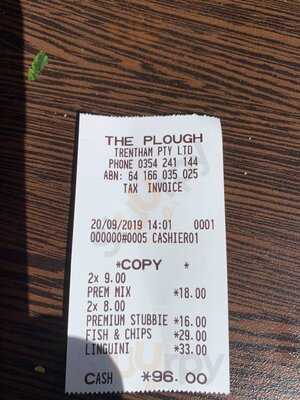 THE PLOUGH
TRENTHAM PTY LTD
PHONE 0354 241 144
ABN: 64 166 035 025
TAX INVOICE
20/09/2019 14:01 0001
000000#0005 CASHIER01
*COPY *
2x 9.00
PREM MIX *18.00
2x 8.00
PREMIUM STUBBIE *16.00
FISH & CHIPS *29.00
LINGUINI *33.00
CASH *96.00